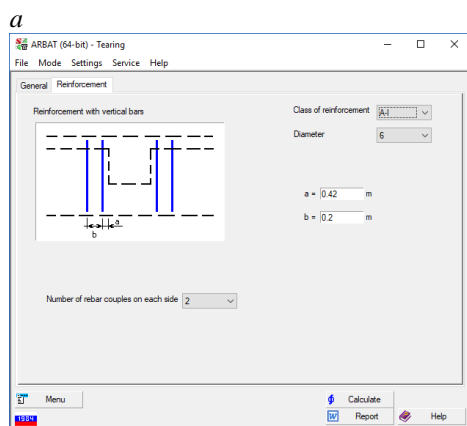 a
ARBAT (64-bit) - Tearing
File Mode Settings Service Help
General Reinforcement
Reinforcement with vertical bars
Class of reinforcement A-I
Diameter 6
a
b
a = 0.42 m
b = 0.2 m
Number of rebar couples on each side 2
Menu Calculate
1984 Report Help